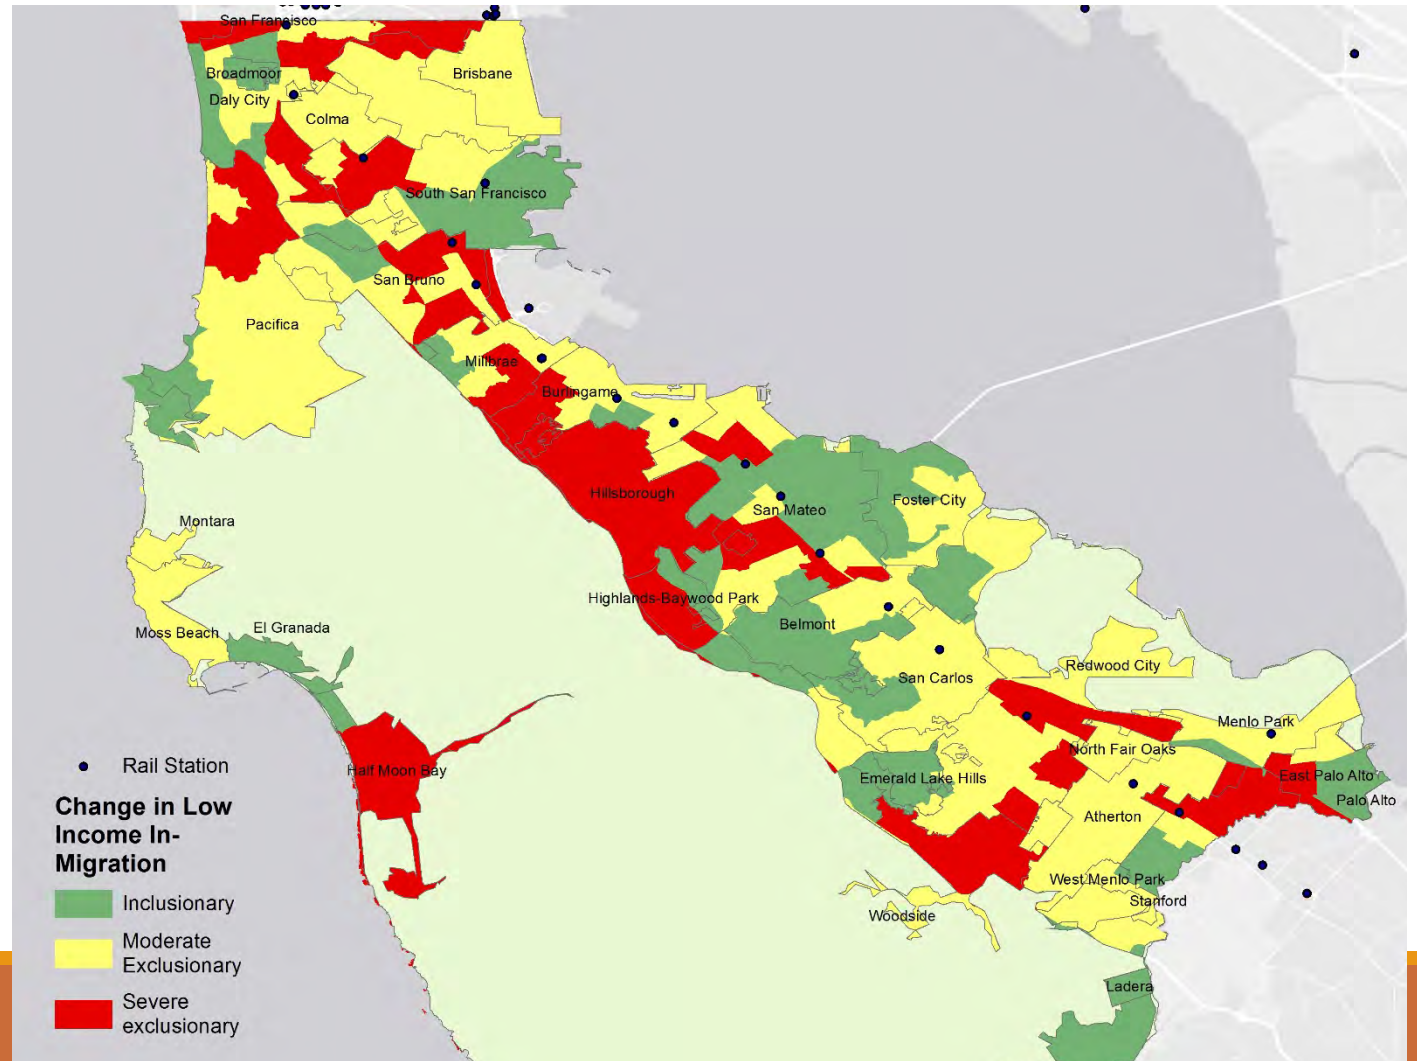 San Francisco
Broadmoor
Brisbane
Daly City
Colma
South San Francisco
San Bruno
Pacifica
Millbrae
Burlingame
Hillsborough
Foster City
San Mateo
Montara
Highlands-Baywood Park
El Granada
Moss Beach
Belmont
Redwood City
San Carlos
Menlo Park
North Fair Oaks
Half Moon Bay
Emerald Lake Hills
East Palo Alto
Palo Alto
Atherton
West Menlo Park
Stanford
Woodside
Ladera
Rail Station
Change in Low
Income In-
Migration
Inclusionary
Moderate
Exclusionary
Severe
exclusionary